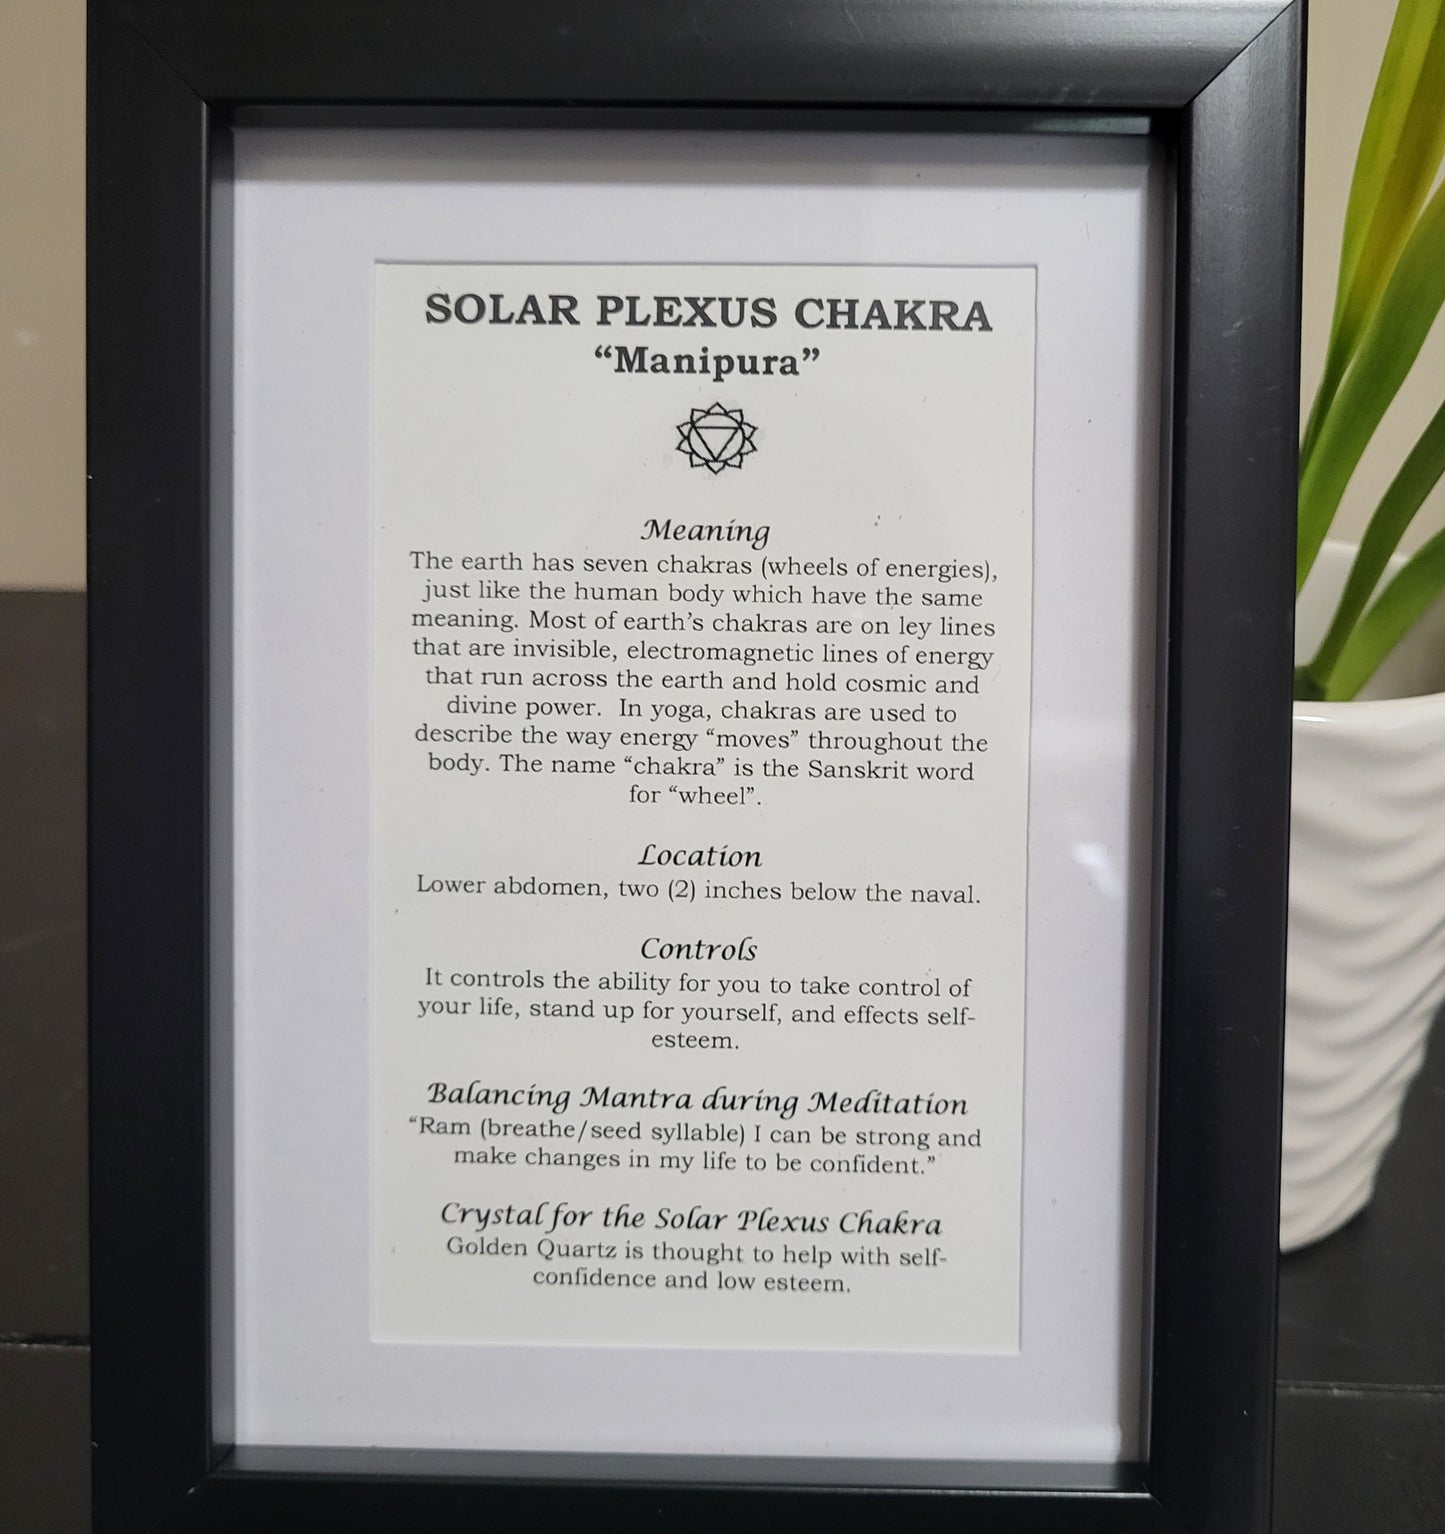 SOLAR PLEXUS CHAKRA
“Manipura”
Meaning
The earth has seven chakras (wheels of energies),
just like the human body which have the same
meaning. Most of earth’s chakras are on ley lines
that are invisible, electromagnetic lines of energy
that run across the earth and hold cosmic and
divine power.  In yoga, chakras are used to
describe the way energy “moves” throughout the
body. The name “chakra” is the Sanskrit word
for “wheel”.
Location
Lower abdomen, two (2) inches below the naval.
Controls
It controls the ability for you to take control of
your life, stand up for yourself, and effects self-
esteem.
Balancing Mantra during Meditation
“Ram (breathe/seed syllable) I can be strong and
make changes in my life to be confident.”
Crystal for the Solar Plexus Chakra
Golden Quartz is thought to help with self-
confidence and low esteem.